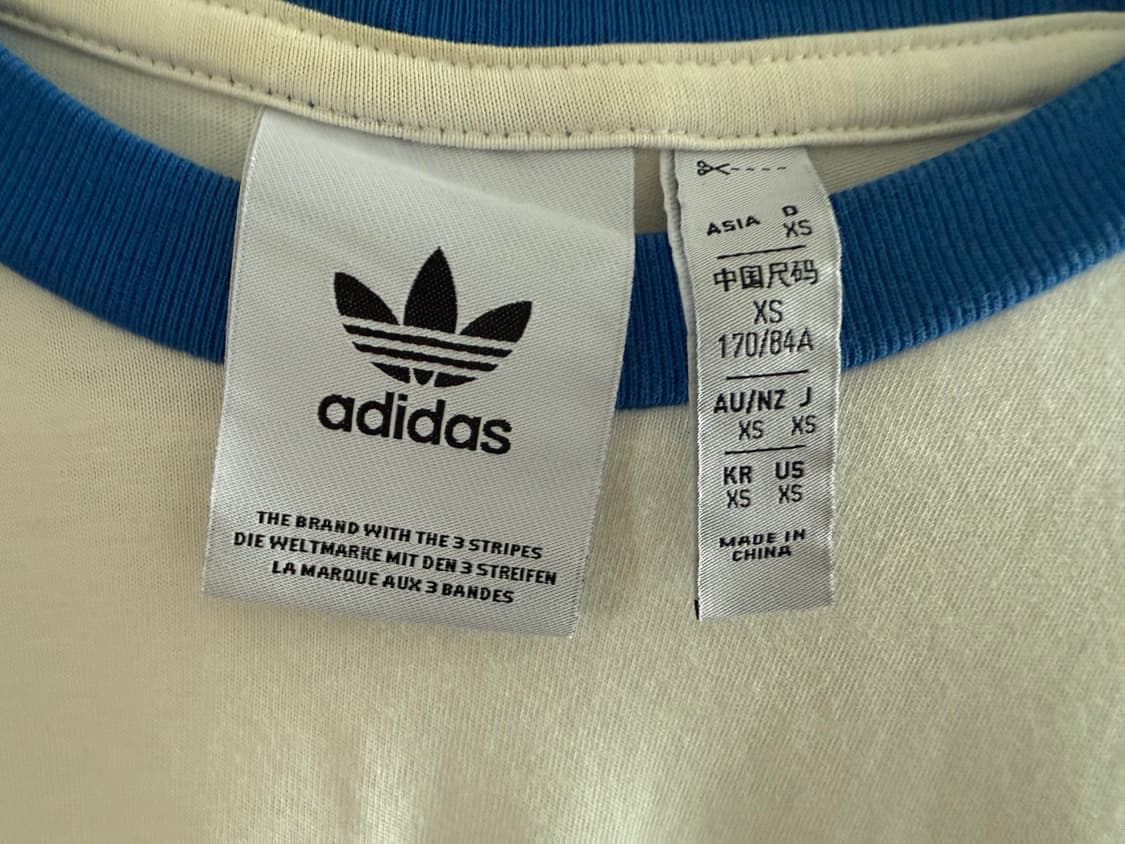 adidas
THE BRAND WITH THE 3 STRIPES
DIE WELTMARKE MIT DEN 3 STREIFEN
LA MARQUE AUX 3 BANDES
ASIA D
XS
中国尺码
XS
170/84A
AU/NZ J
XS XS
KR US
XS XS
MADE IN
CHINA